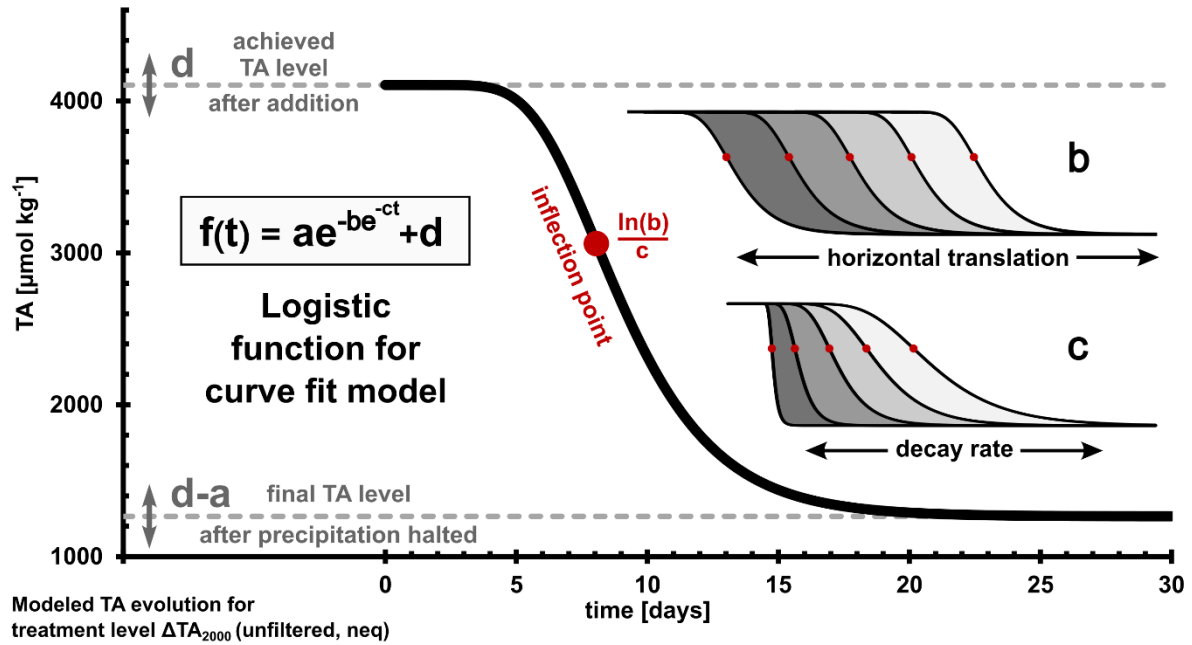 achieved
d TA level
after addition
4000
3000
2000
1000
TA [µmol kg⁻¹]
f(t) = ae^-be^-ct+d
Logistic
function for
curve fit model
inflection point
ln(b)
c
b
horizontal translation
c
decay rate
d-a final TA level
after precipitation halted
0 5 10 15 20 25 30
time [days]
Modeled TA evolution for
treatment level ΔTA₂₀₀₀ (unfiltered, neq)